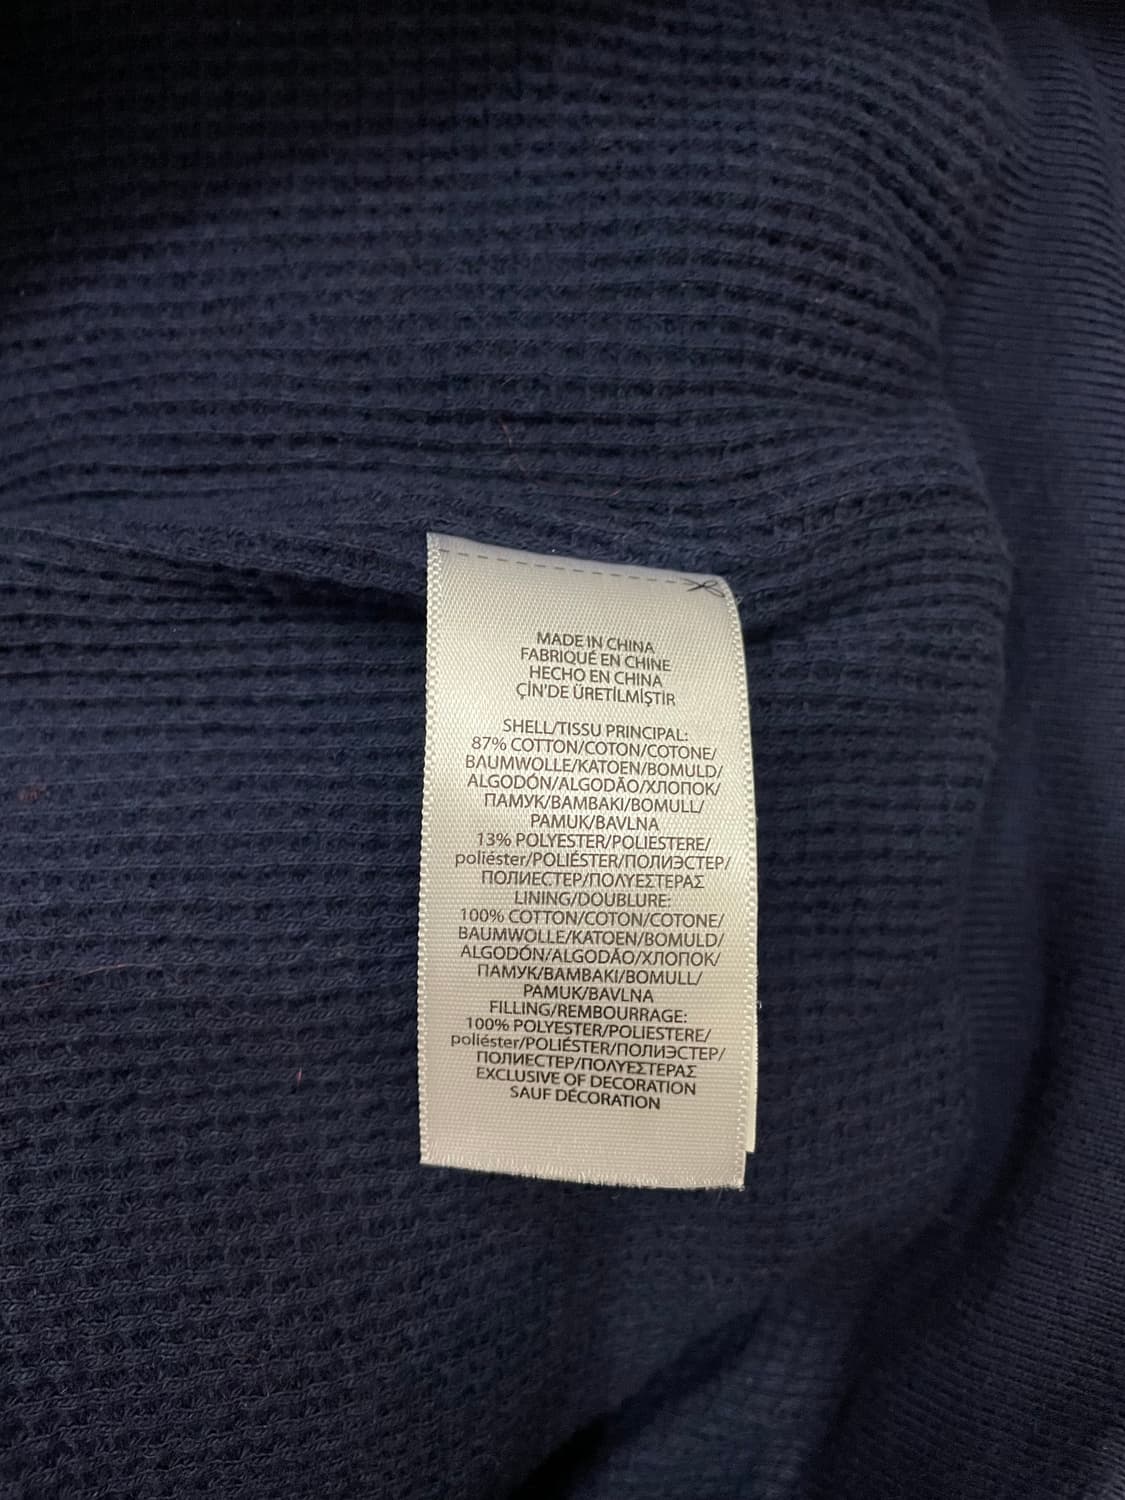 MADE IN CHINA
FABRIQUÉ EN CHINE
HECHO EN CHINA
ÇİN'DE ÜRETİLMİŞTİR
SHELL/TISSU PRINCIPAL:
87% COTTON/COTON/COTONE/
BAUMWOLLE/KATOEN/BOMULD/
ALGODÓN/ALGODÃO/ХЛОПОК/
ПАМУК/ΒΑΜΒΑΚΙ/BOMULL/
PAMUK/BAVLNA
13% POLYESTER/POLIESTERE/
poliéster/POLIÉSTER/ПОЛИЭСТЕР/
ПОЛИЕСТЕР/ΠΟΛΥΕΣΤΕΡΑΣ
LINING/DOUBLURE:
100% COTTON/COTON/COTONE/
BAUMWOLLE/KATOEN/BOMULD/
ALGODÓN/ALGODÃO/ХЛОПОК/
ПАМУК/ΒΑΜΒΑΚΙ/BOMULL/
PAMUK/BAVLNA
FILLING/REMBOURRAGE:
100% POLYESTER/POLIESTERE/
poliéster/POLIÉSTER/ПОЛИЭСТЕР/
ПОЛИЕСТЕР/ΠΟΛΥΕΣΤΕΡΑΣ
EXCLUSIVE OF DECORATION
SAUF DÉCORATION